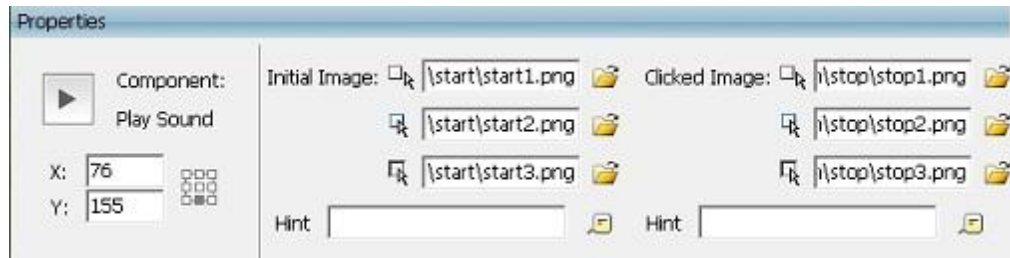 Properties
Component:
Play Sound
X: 76
Y: 155
Initial Image: \start\start1.png
\start\start2.png
\start\start3.png
Hint
Clicked Image: \stop\stop1.png
\stop\stop2.png
\stop\stop3.png
Hint